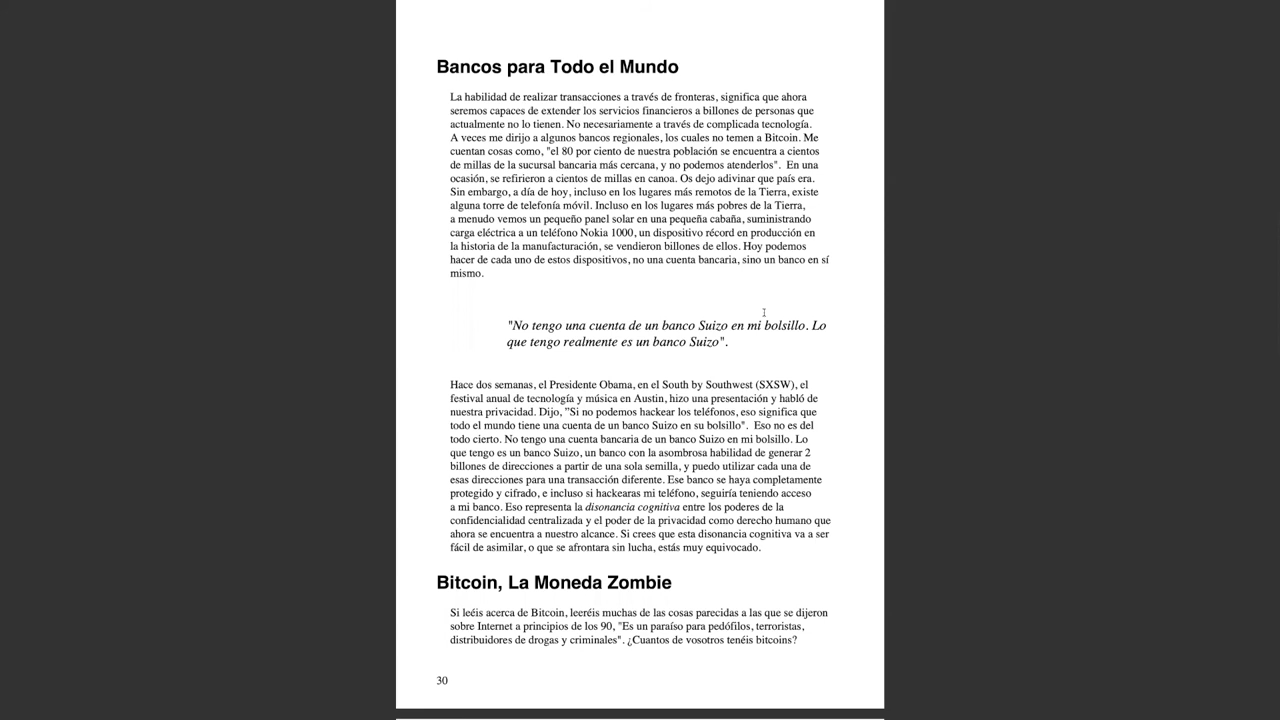 Bancos para Todo el Mundo
La habilidad de realizar transacciones a través de fronteras, significa que ahora
seremos capaces de extender los servicios financieros a billones de personas que
actualmente no lo tienen. No necesariamente a través de complicada tecnología.
A veces me dirijo a algunos bancos regionales, los cuales no temen a Bitcoin. Me
cuentan cosas como, "el 80 por ciento de nuestra población se encuentra a cientos
de millas de la sucursal bancaria más cercana, y no podemos atenderlos". En una
ocasión, se refirieron a cientos de millas en canoa. Os dejo adivinar que país era.
Sin embargo, a día de hoy, incluso en los lugares más remotos de la Tierra, existe
alguna torre de telefonía móvil. Incluso en los lugares más pobres de la Tierra,
a menudo vemos un pequeño panel solar en una pequeña cabaña, suministrando
carga eléctrica a un teléfono Nokia 1000, un dispositivo récord en producción en
la historia de la manufacturación, se vendieron billones de ellos. Hoy podemos
hacer de cada uno de estos dispositivos, no una cuenta bancaria, sino un banco en sí
mismo.
"No tengo una cuenta de un banco Suizo en mi bolsillo. Lo
que tengo realmente es un banco Suizo".
Hace dos semanas, el Presidente Obama, en el South by Southwest (SXSW), el
festival anual de tecnología y música en Austin, hizo una presentación y habló de
nuestra privacidad. Dijo, "Si no podemos hackear los teléfonos, eso significa que
todo el mundo tiene una cuenta de un banco Suizo en su bolsillo". Eso no es del
todo cierto. No tengo una cuenta bancaria de un banco Suizo en mi bolsillo. Lo
que tengo es un banco Suizo, un banco con la asombrosa habilidad de generar 2
billones de direcciones a partir de una sola semilla, y puedo utilizar cada una de
esas direcciones para una transacción diferente. Ese banco se haya completamente
protegido y cifrado, e incluso si hackearas mi teléfono, seguiría teniendo acceso
a mi banco. Eso representa la disonancia cognitiva entre los poderes de la
confidencialidad centralizada y el poder de la privacidad como derecho humano que
ahora se encuentra a nuestro alcance. Si crees que esta disonancia cognitiva va a ser
fácil de asimilar, o que se afrontara sin lucha, estás muy equivocado.
Bitcoin, La Moneda Zombie
Si leéis acerca de Bitcoin, leeréis muchas de las cosas parecidas a las que se dijeron
sobre Internet a principios de los 90, "Es un paraíso para pedófilos, terroristas,
distribuidores de drogas y criminales". ¿Cuantos de vosotros tenéis bitcoins?
30